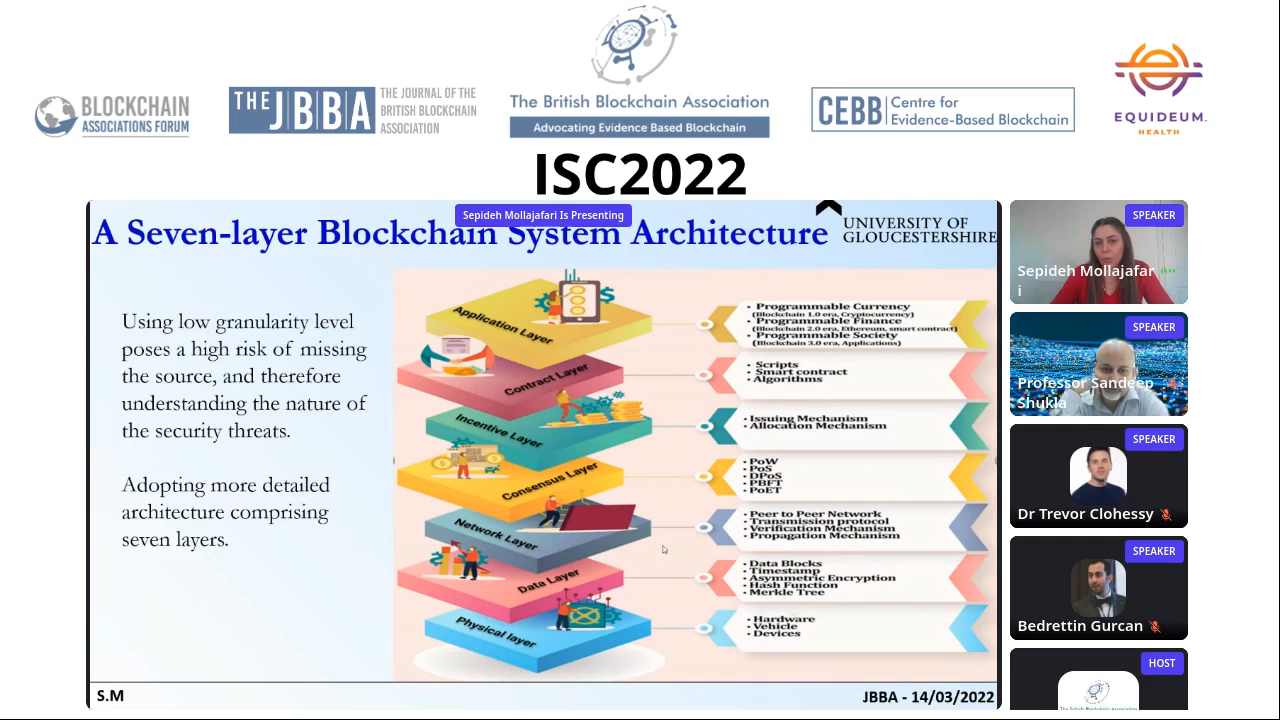 BLOCKCHAIN
ASSOCIATIONS FORUM
THE JBBA
THE JOURNAL OF THE
BRITISH BLOCKCHAIN
ASSOCIATION
The British Blockchain Association
Advocating Evidence Based Blockchain
CEBB
Centre for
Evidence-Based Blockchain
EQUIDEUM
HEALTH
ISC2022
Sepideh Mollajafari Is Presenting
A Seven-layer Blockchain System Architecture
UNIVERSITY OF
GLOUCESTERSHIRE
Using low granularity level
poses a high risk of missing
the source, and therefore
understanding the nature of
the security threats.
Adopting more detailed
architecture comprising
seven layers.
Application Layer
• Programmable Currency
(Blockchain 1.0 era, Cryptocurrency)
• Programmable Finance
(Blockchain 2.0 era, Ethereum, smart contract)
• Programmable Society
(Blockchain 3.0 era, Applications)
Contract Layer
• Scripts
• Smart contract
• Algorithms
Incentive Layer
• Issuing Mechanism
• Allocation Mechanism
Consensus Layer
• PoW
• PoS
• DPoS
• PBFT
• PoET
Network Layer
• Peer to Peer Network
• Transmission protocol
• Verification Mechanism
• Propagation Mechanism
Data Layer
• Data Blocks
• Timestamp
• Asymmetric Encryption
• Hash Function
• Merkle Tree
Physical layer
• Hardware
• Vehicle
• Devices
S.M
JBBA - 14/03/2022
SPEAKER
Sepideh Mollajafar
i
SPEAKER
Professor Sandeep
Shukla
SPEAKER
Dr Trevor Clohessy
SPEAKER
Bedrettin Gurcan
HOST
The British Blockchain Association